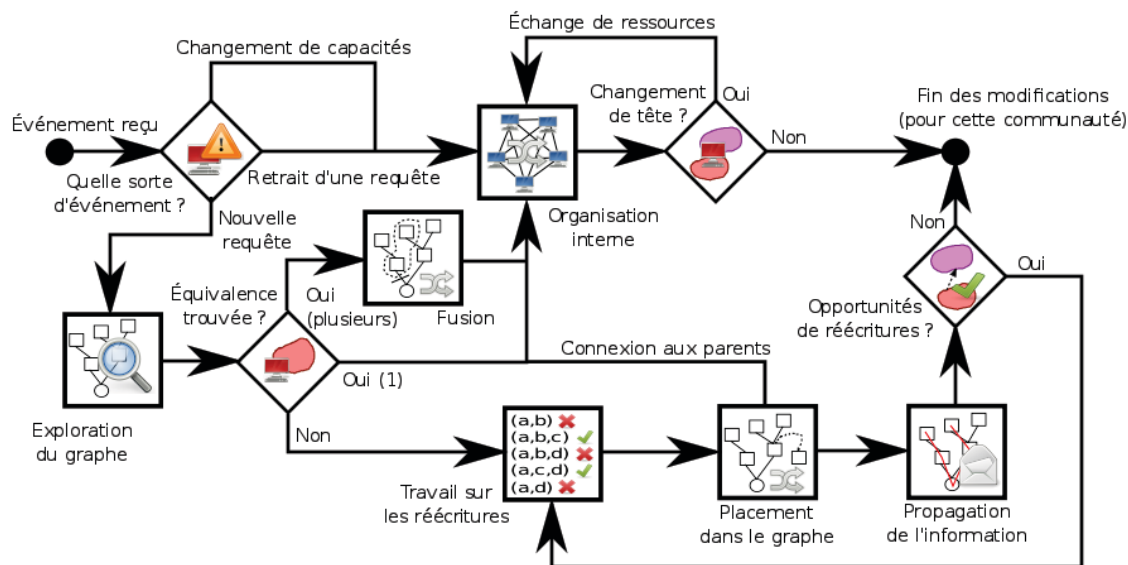 Échange de ressources
Changement de capacités
Changement
de tête ?
Oui
Fin des modifications
(pour cette communauté)
Événement reçu
Non
Quelle sorte
d'événement ?
Retrait d'une requête
Organisation
interne
Nouvelle
requête
Non
Oui
Équivalence
trouvée ?
Oui
(plusieurs)
Fusion
Opportunités
de réécritures ?
Connexion aux parents
Oui (1)
Exploration
du graphe
Non
(a,b)
(a,b,c)
(a,b,d)
(a,c,d)
(a,d)
Travail sur
les réécritures
Placement
dans le graphe
Propagation
de l'information